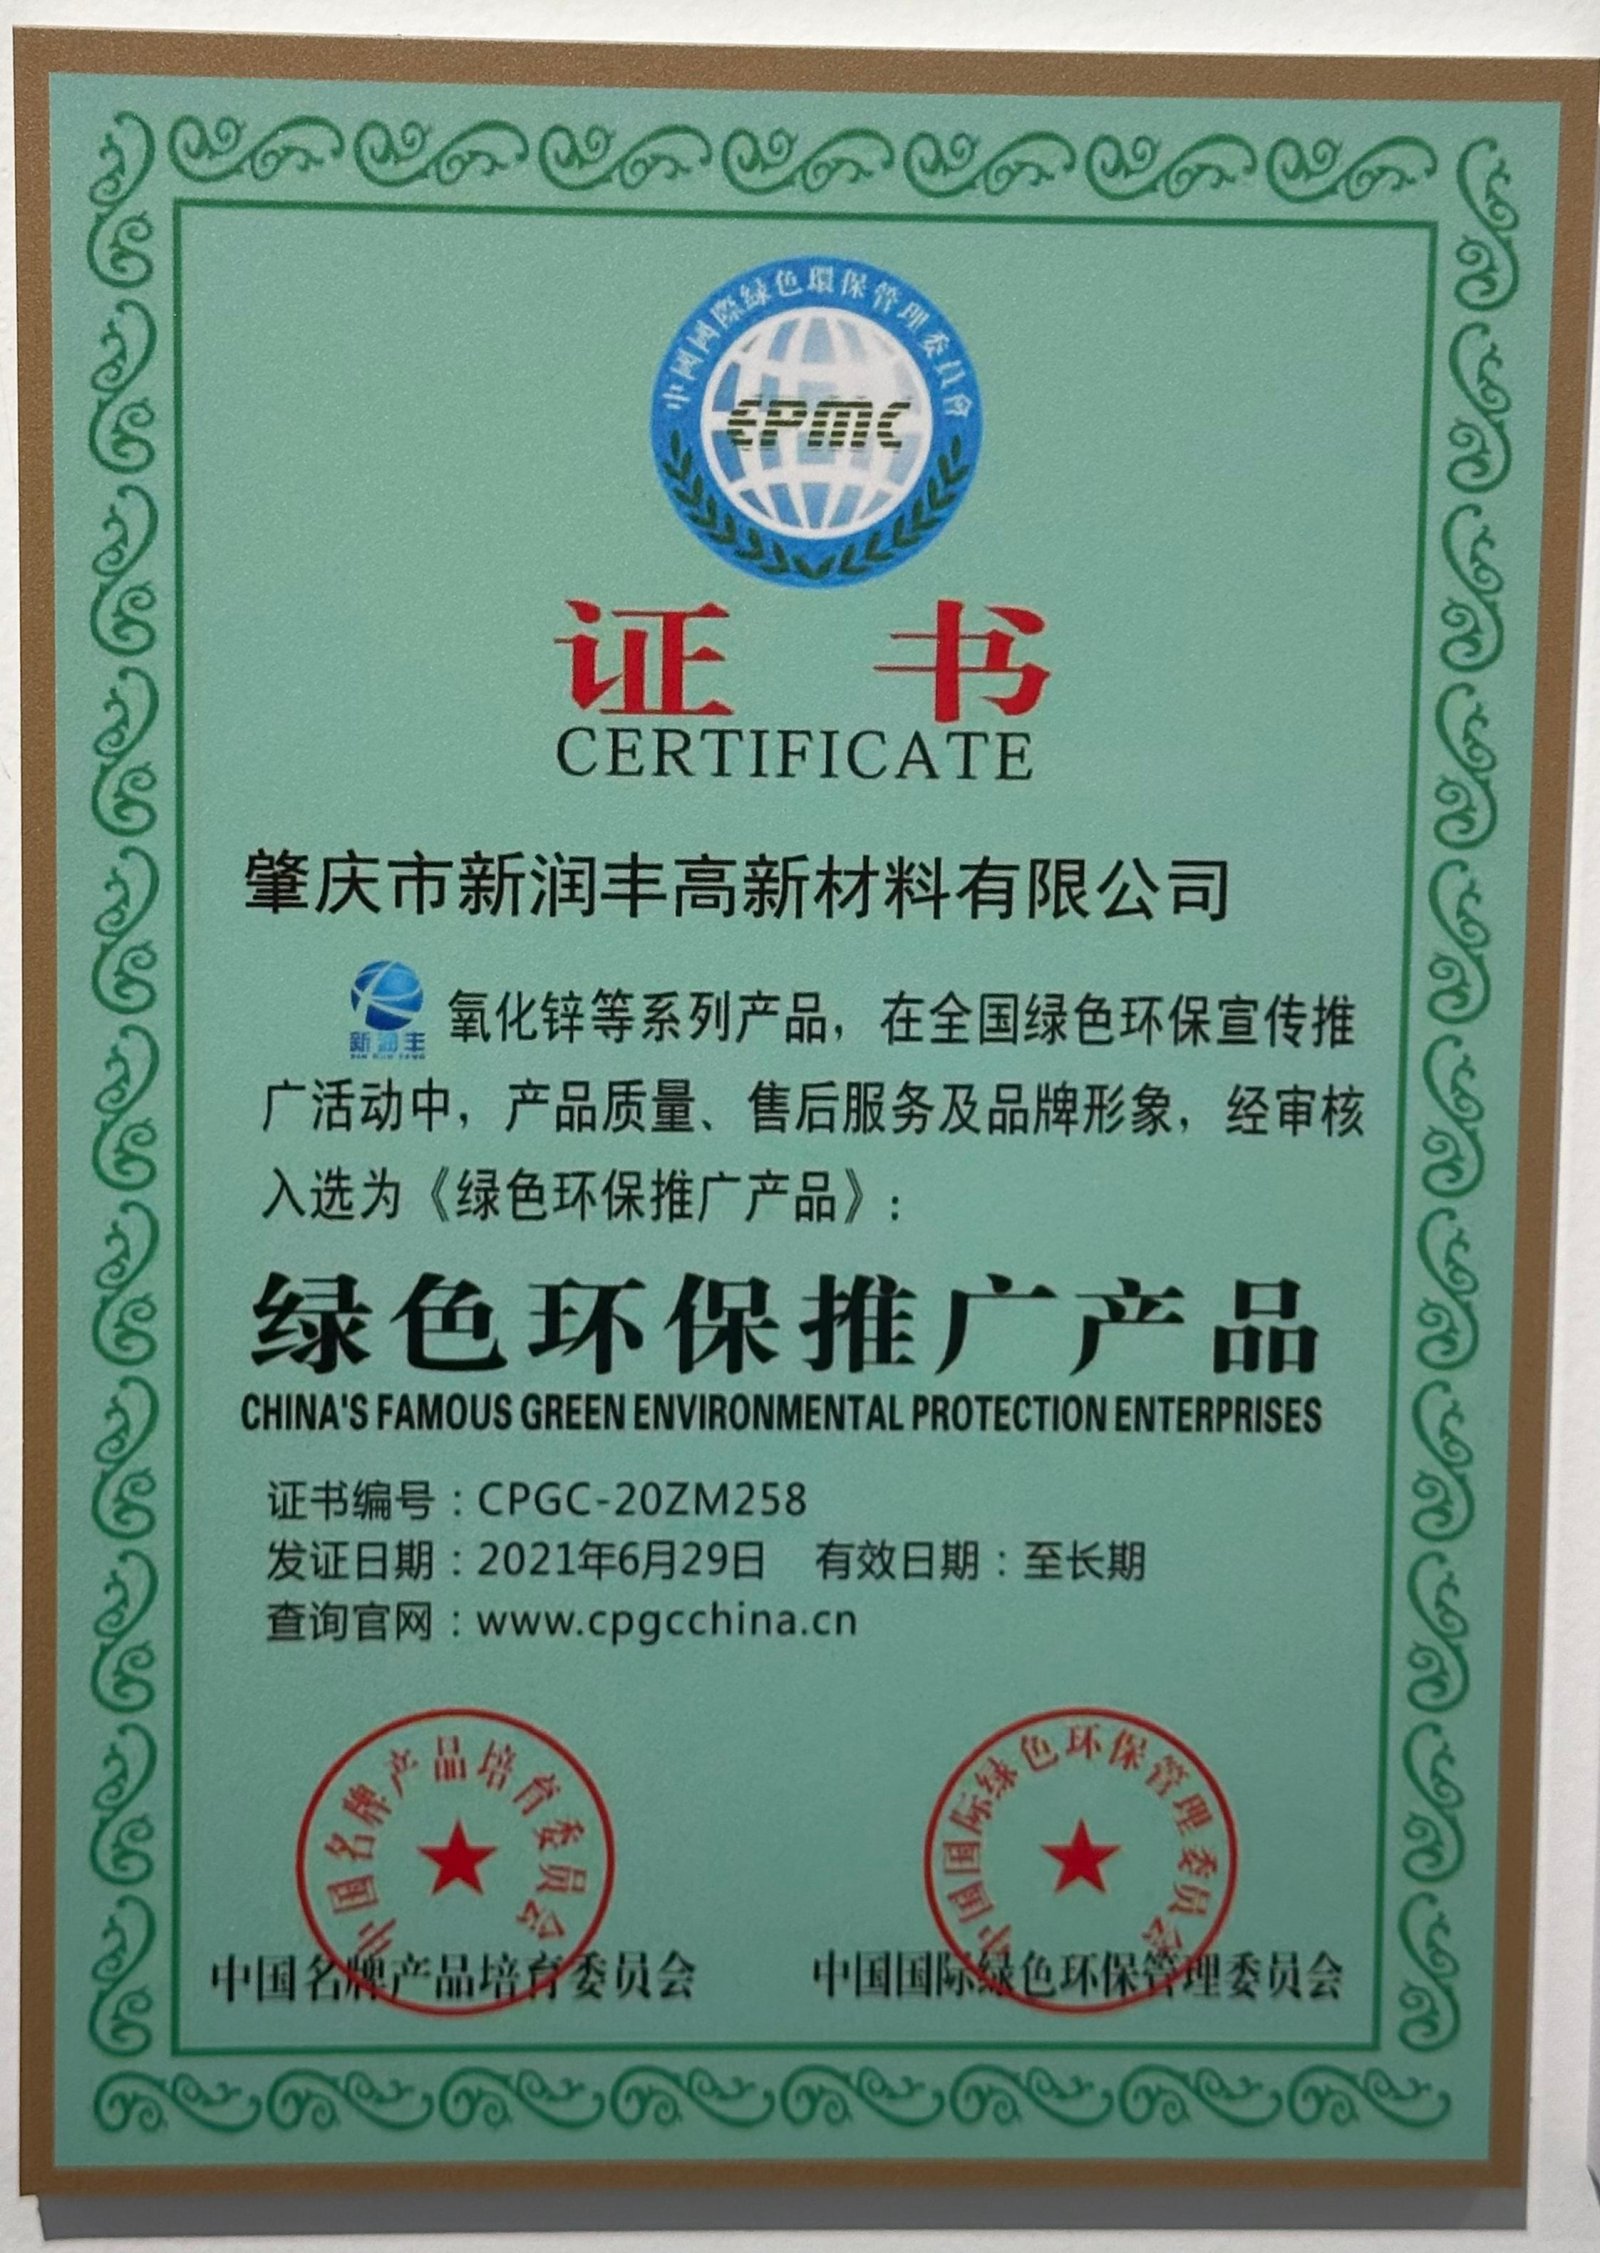 中國國際緑色環保管理委員會
EPMC
证书
CERTIFICATE
肇庆市新润丰高新材料有限公司
新润丰 氧化锌等系列产品，在全国绿色环保宣传推
广活动中，产品质量、售后服务及品牌形象，经审核
入选为《绿色环保推广产品》：
绿色环保推广产品
CHINA'S FAMOUS GREEN ENVIRONMENTAL PROTECTION ENTERPRISES
证书编号：CPGC-20ZM258
发证日期：2021年6月29日 有效日期：至长期
查询官网：www.cpgcchina.cn
中国名牌产品培育委员会
中国国际绿色环保管理委员会
中国名牌产品培育委员会
中国国际绿色环保管理委员会